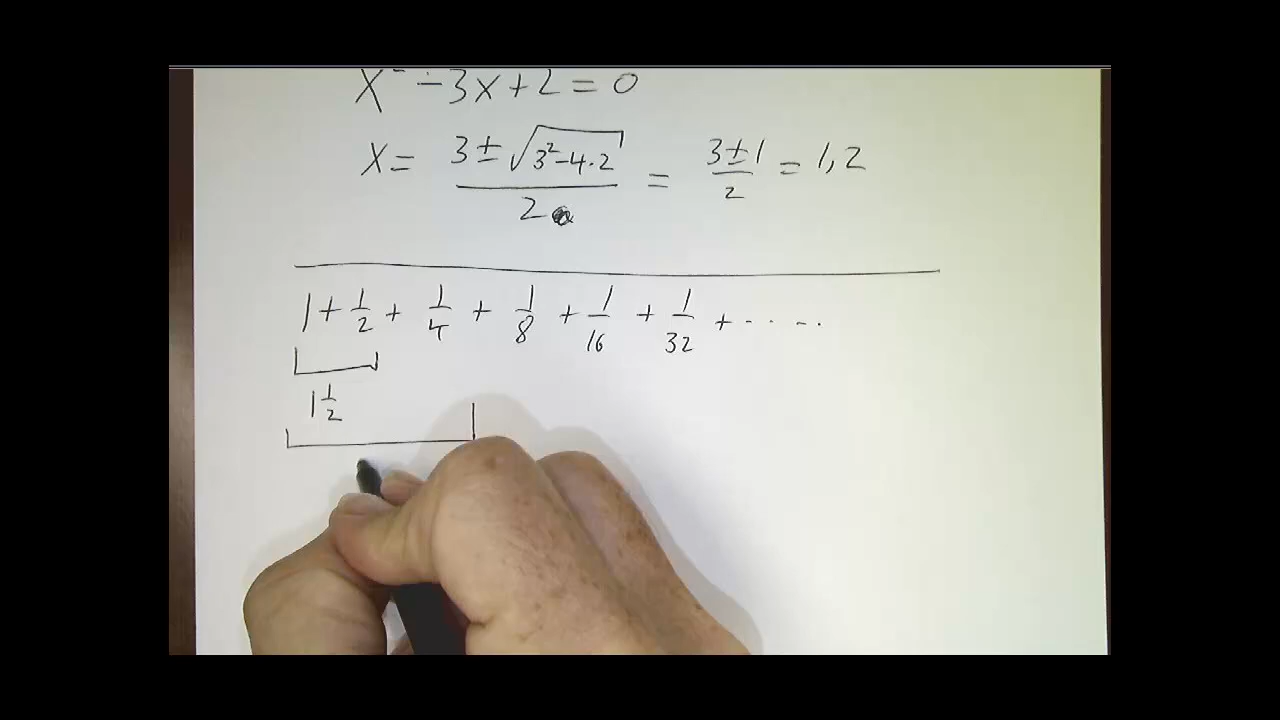 x² - 3x + 2 = 0
x = (3 ± √(3² - 4·2)) / 2 = (3 ± 1) / 2 = 1, 2
1 + 1/2 + 1/4 + 1/8 + 1/16 + 1/32 + · · · ·
1 1/2